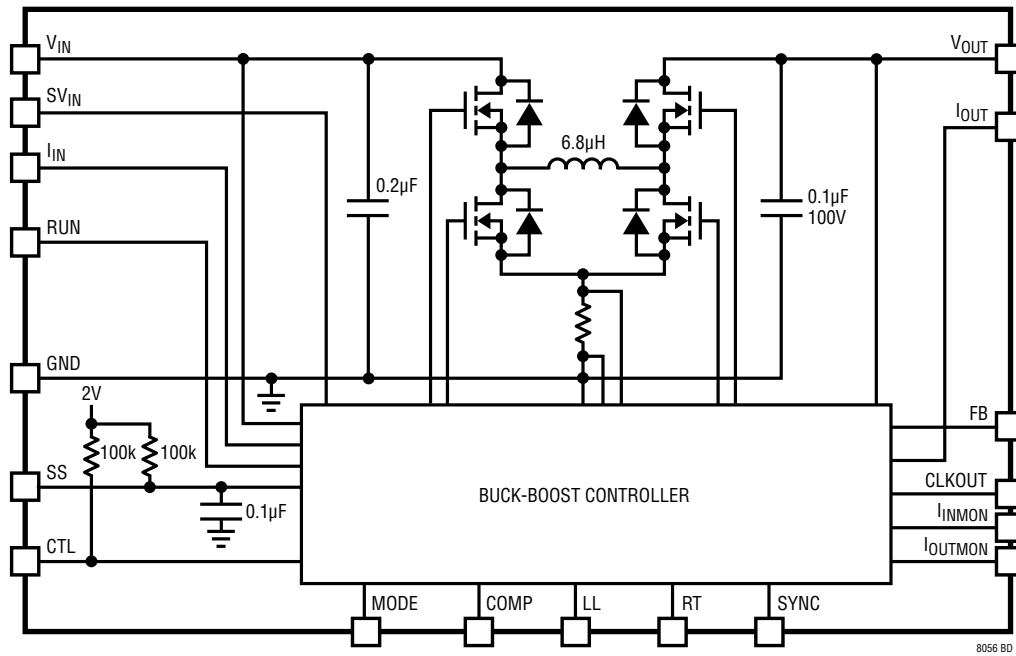 VIN
VOUT
SVIN
IOUT
IIN
6.8µH
0.2µF
0.1µF
100V
RUN
GND
2V
FB
100k
100k
SS
CLKOUT
BUCK-BOOST CONTROLLER
0.1µF
IINMON
CTL
IOUTMON
MODE
COMP
LL
RT
SYNC
8056 BD